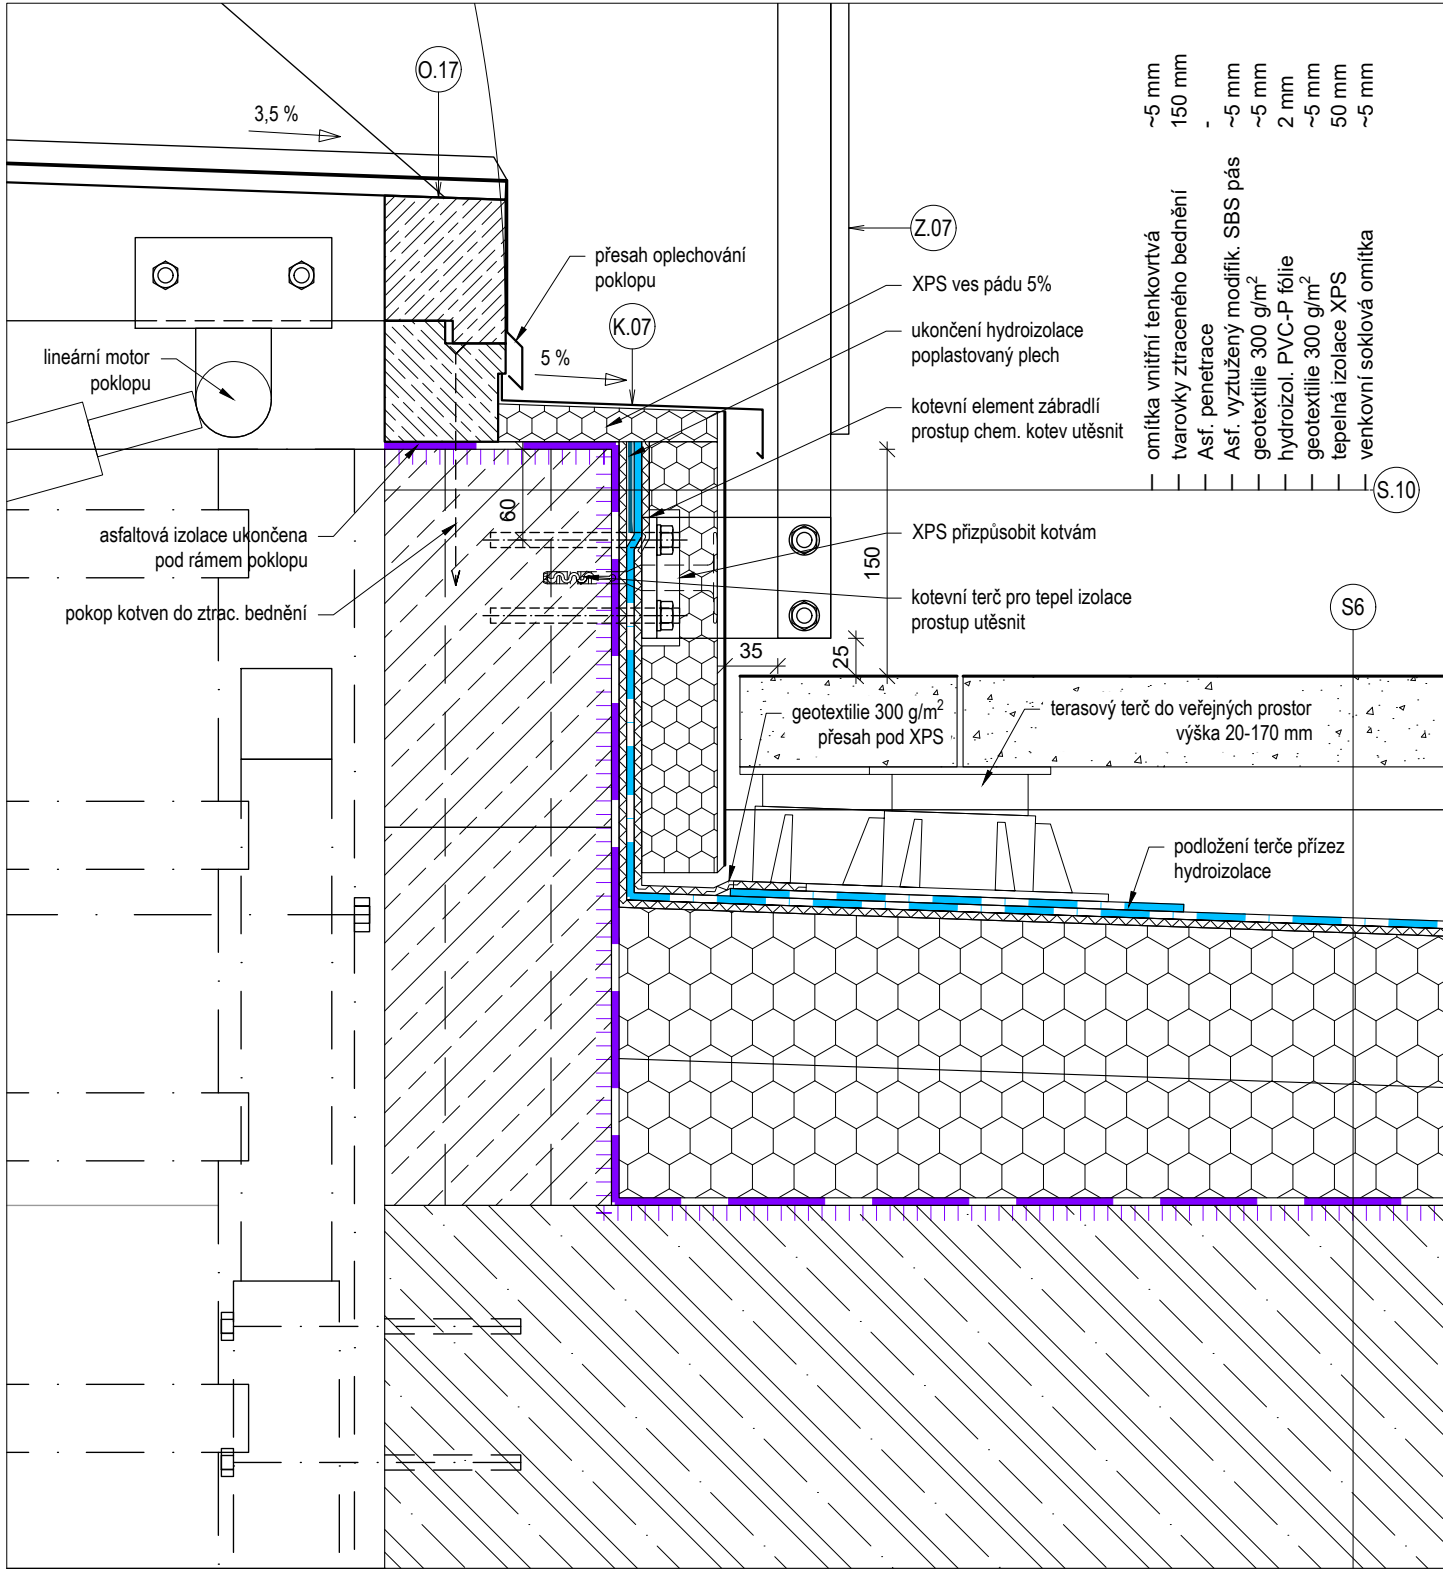 O.17
3,5 %
přesah oplechování
poklopu
K.07
5 %
lineární motor
poklopu
Z.07
XPS ves pádu 5%
ukončení hydroizolace
poplastovaný plech
kotevní element zábradlí
prostup chem. kotev utěsnit
omítka vnitřní tenkovrtvá ~5 mm
tvarovky ztraceného bednění 150 mm
Asf. penetrace -
Asf. vyztužený modifik. SBS pás ~5 mm
geotextilie 300 g/m² ~5 mm
hydroizol. PVC-P fólie 2 mm
geotextilie 300 g/m² ~5 mm
tepelná izolace XPS 50 mm
venkovní soklová omítka ~5 mm
S.10
60
asfaltová izolace ukončena
pod rámem poklopu
XPS přizpůsobit kotvám
150
pokop kotven do ztrac. bednění
kotevní terč pro tepel izolace
prostup utěsnit
S6
35
25
geotextilie 300 g/m²
přesah pod XPS
terasový terč do veřejných prostor
výška 20-170 mm
podložení terče přízez
hydroizolace